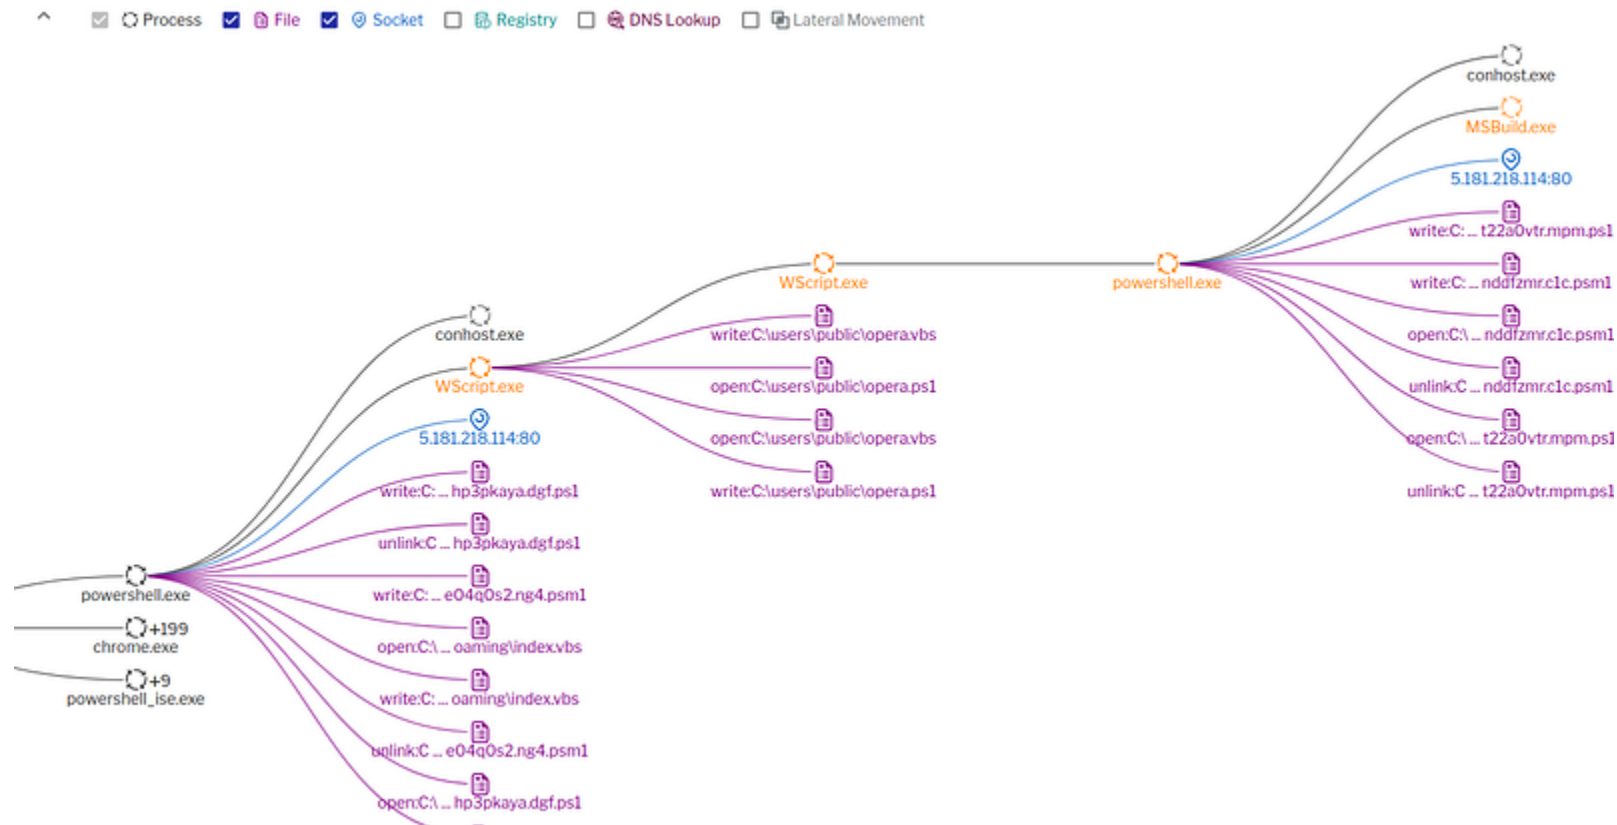 Process File Socket Registry DNS Lookup Lateral Movement
conhost.exe
MSBuild.exe
5.181.218.114:80
write:C: ... t22a0vtr.mpm.ps1
WScript.exe
powershell.exe
write:C: ... nddfzmr.c1c.psm1
conhost.exe
write:C:\users\public\opera.vbs
open:C:\ ... nddfzmr.c1c.psm1
WScript.exe
open:C:\users\public\opera.ps1
unlink:C ... nddfzmr.c1c.psm1
5.181.218.114:80
open:C:\users\public\opera.vbs
open:C:\ ... t22a0vtr.mpm.ps1
write:C: ... hp3pkaya.dgf.ps1
write:C:\users\public\opera.ps1
unlink:C ... t22a0vtr.mpm.ps1
unlink:C ... hp3pkaya.dgf.ps1
powershell.exe
write:C: ... e04q0s2.ng4.psm1
+199
chrome.exe
open:C:\ ... oaming\index.vbs
+9
powershell_ise.exe
write:C: ... oaming\index.vbs
unlink:C ... e04q0s2.ng4.psm1
open:C:\ ... hp3pkaya.dgf.ps1